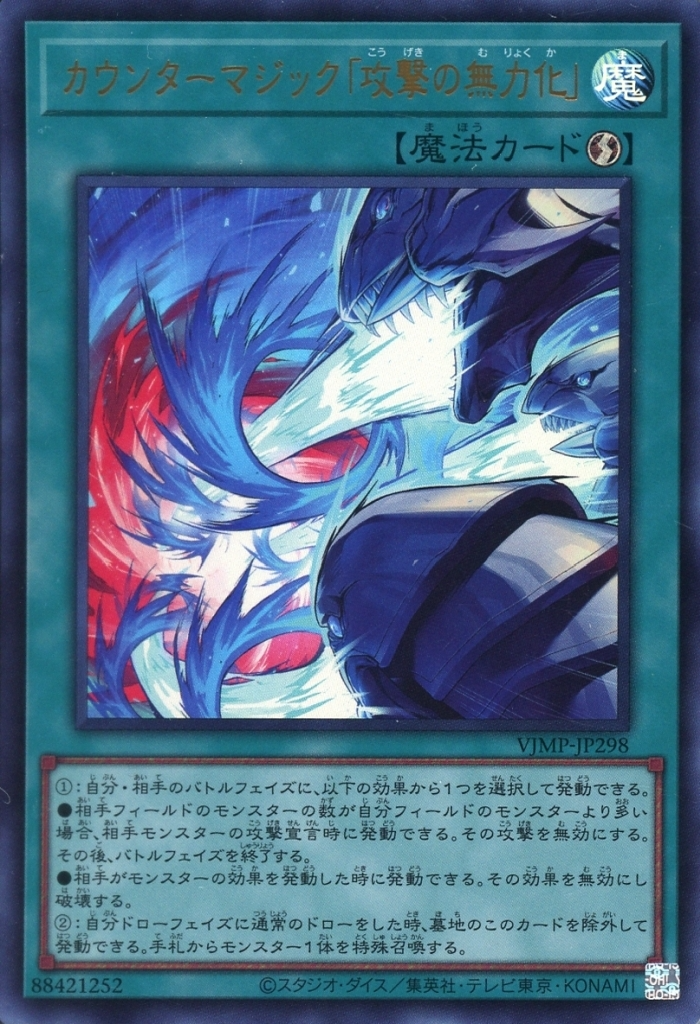 カウンターマジック「攻撃の無力化」
魔
【魔法カード】
VJMP-JP298
①：自分・相手のバトルフェイズに、以下の効果から1つを選択して発動できる。
●相手フィールドのモンスターの数が自分フィールドのモンスターより多い
場合、相手モンスターの攻撃宣言時に発動できる。その攻撃を無効にする。
その後、バトルフェイズを終了する。
●相手がモンスターの効果を発動した時に発動できる。その効果を無効にし
破壊する。
②：自分ドローフェイズに通常のドローをした時、墓地のこのカードを除外して
発動できる。手札からモンスター1体を特殊召喚する。
88421252
©スタジオ・ダイス／集英社・テレビ東京・KONAMI